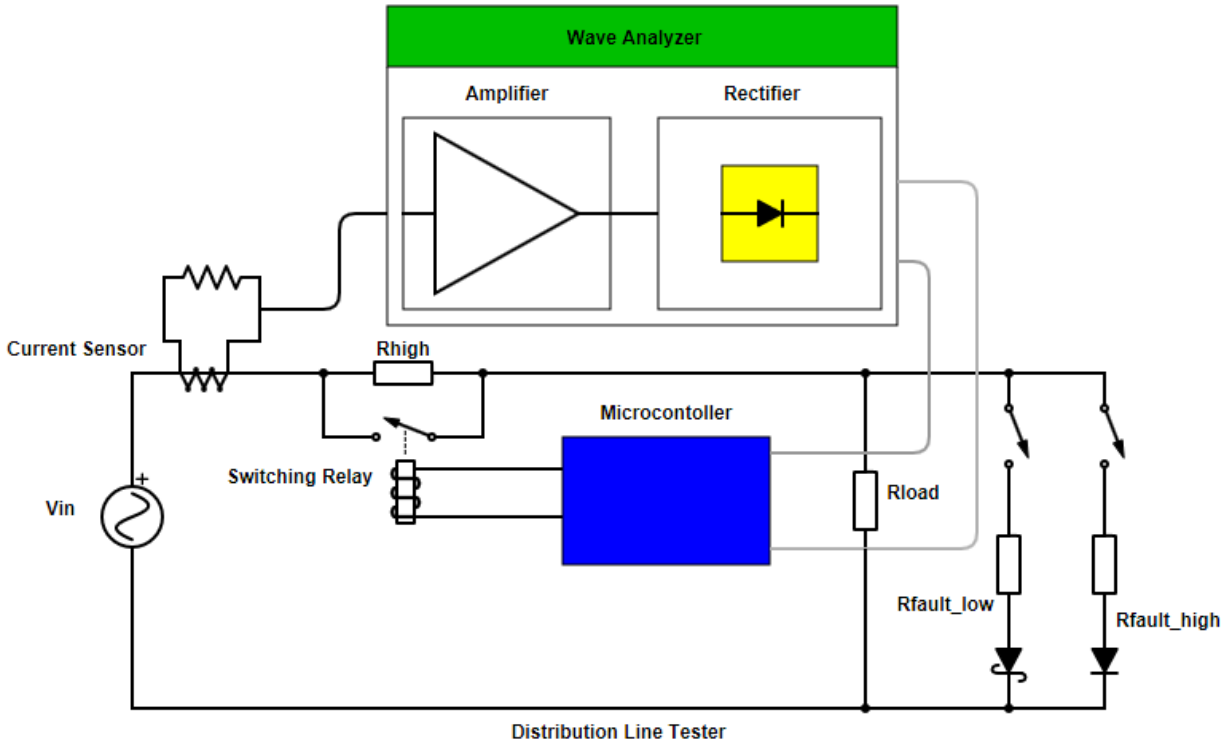 Wave Analyzer
Amplifier
Rectifier
Current Sensor
Rhigh
Microcontoller
Switching Relay
Vin
+
Rload
Rfault_low
Rfault_high
Distribution Line Tester